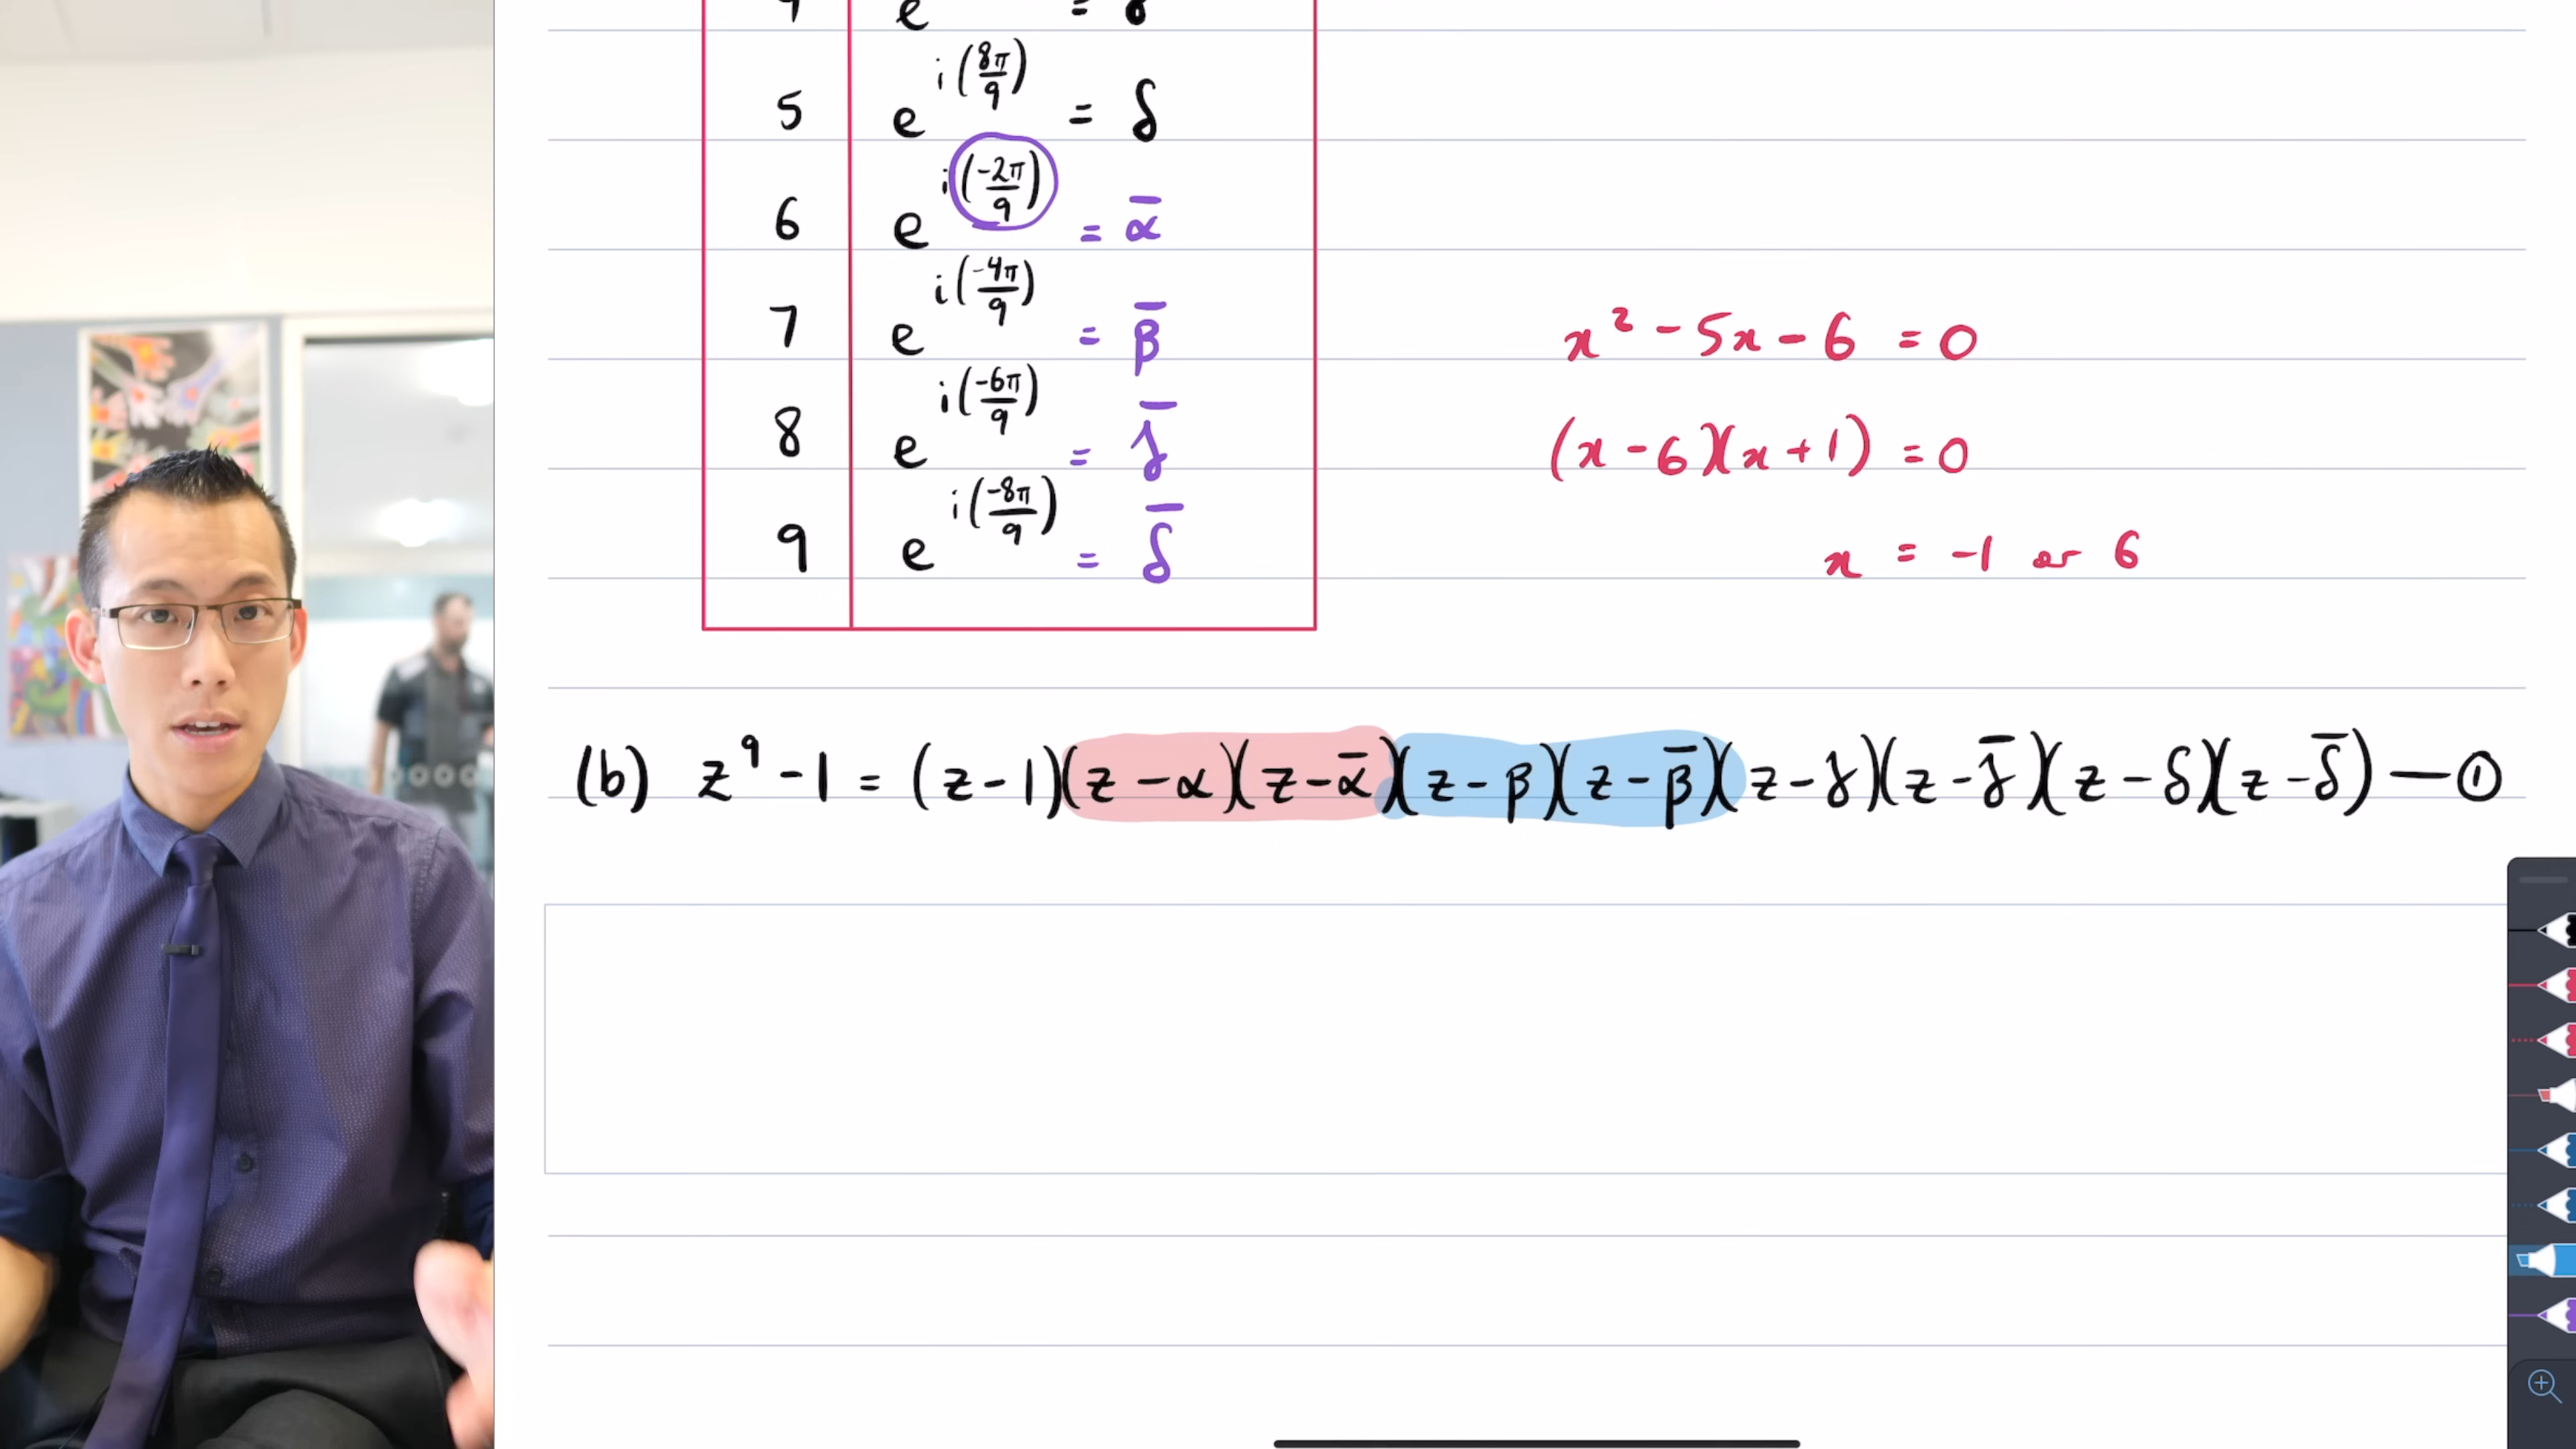 4 e = γ
5 e^{i(8π/9)} = δ
6 e^{i(-2π/9)} = ᾱ
7 e^{i(-4π/9)} = β̄
8 e^{i(-6π/9)} = γ̄
9 e^{i(-8π/9)} = δ̄
x² - 5x - 6 = 0
(x - 6)(x + 1) = 0
x = -1 or 6
(b) z⁹ - 1 = (z - 1)(z - α)(z - ᾱ)(z - β)(z - β̄)(z - γ)(z - γ̄)(z - δ)(z - δ̄) — ①